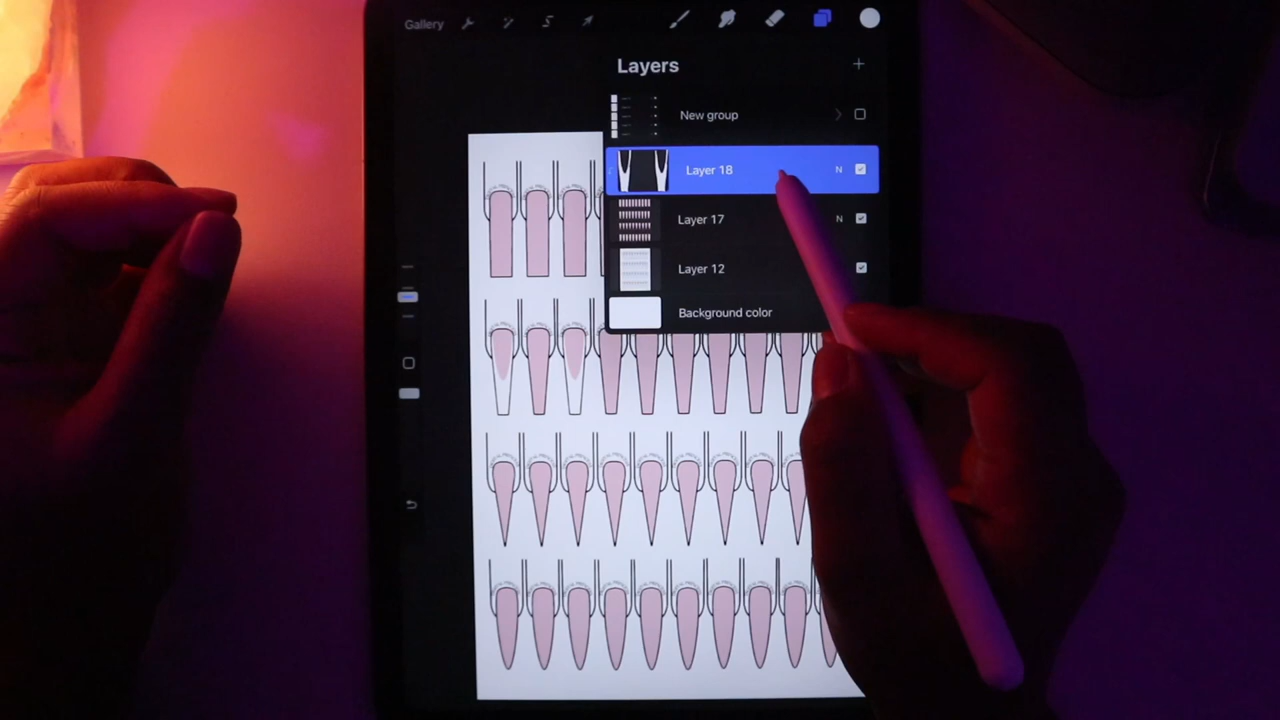 Gallery
Layers
New group
Layer 18 N
Layer 17 N
Layer 12
Background color